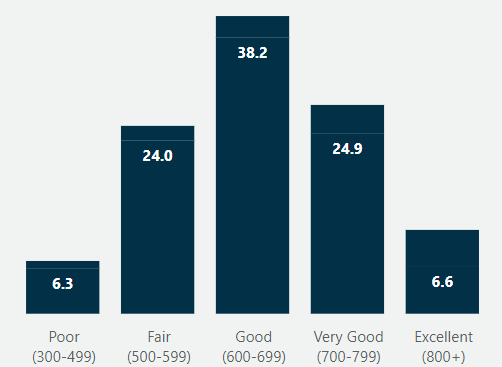 38.2
24.0
24.9
6.3
6.6
Poor
(300-499)
Fair
(500-599)
Good
(600-699)
Very Good
(700-799)
Excellent
(800+)